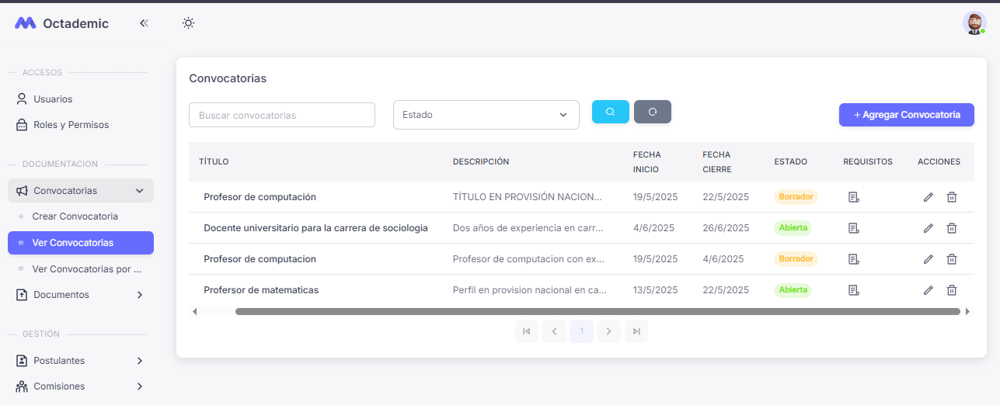 Octademic
ACCESOS
Usuarios
Roles y Permisos
DOCUMENTACION
Convocatorias
Crear Convocatoria
Ver Convocatorias
Ver Convocatorias por ...
Documentos
GESTIÓN
Postulantes
Comisiones
Convocatorias
Buscar convocatorias
Estado
+ Agregar Convocatoria
TÍTULO DESCRIPCIÓN FECHA INICIO FECHA CIERRE ESTADO REQUISITOS ACCIONES
Profesor de computación TÍTULO EN PROVISIÓN NACION... 19/5/2025 22/5/2025 Borrador
Docente universitario para la carrera de sociologia Dos años de experiencia en carr... 4/6/2025 26/6/2025 Abierta
Profesor de computacion Profesor de computacion con ex... 19/5/2025 4/6/2025 Borrador
Profersor de matematicas Perfil en provision nacional en ca... 13/5/2025 22/5/2025 Abierta
1